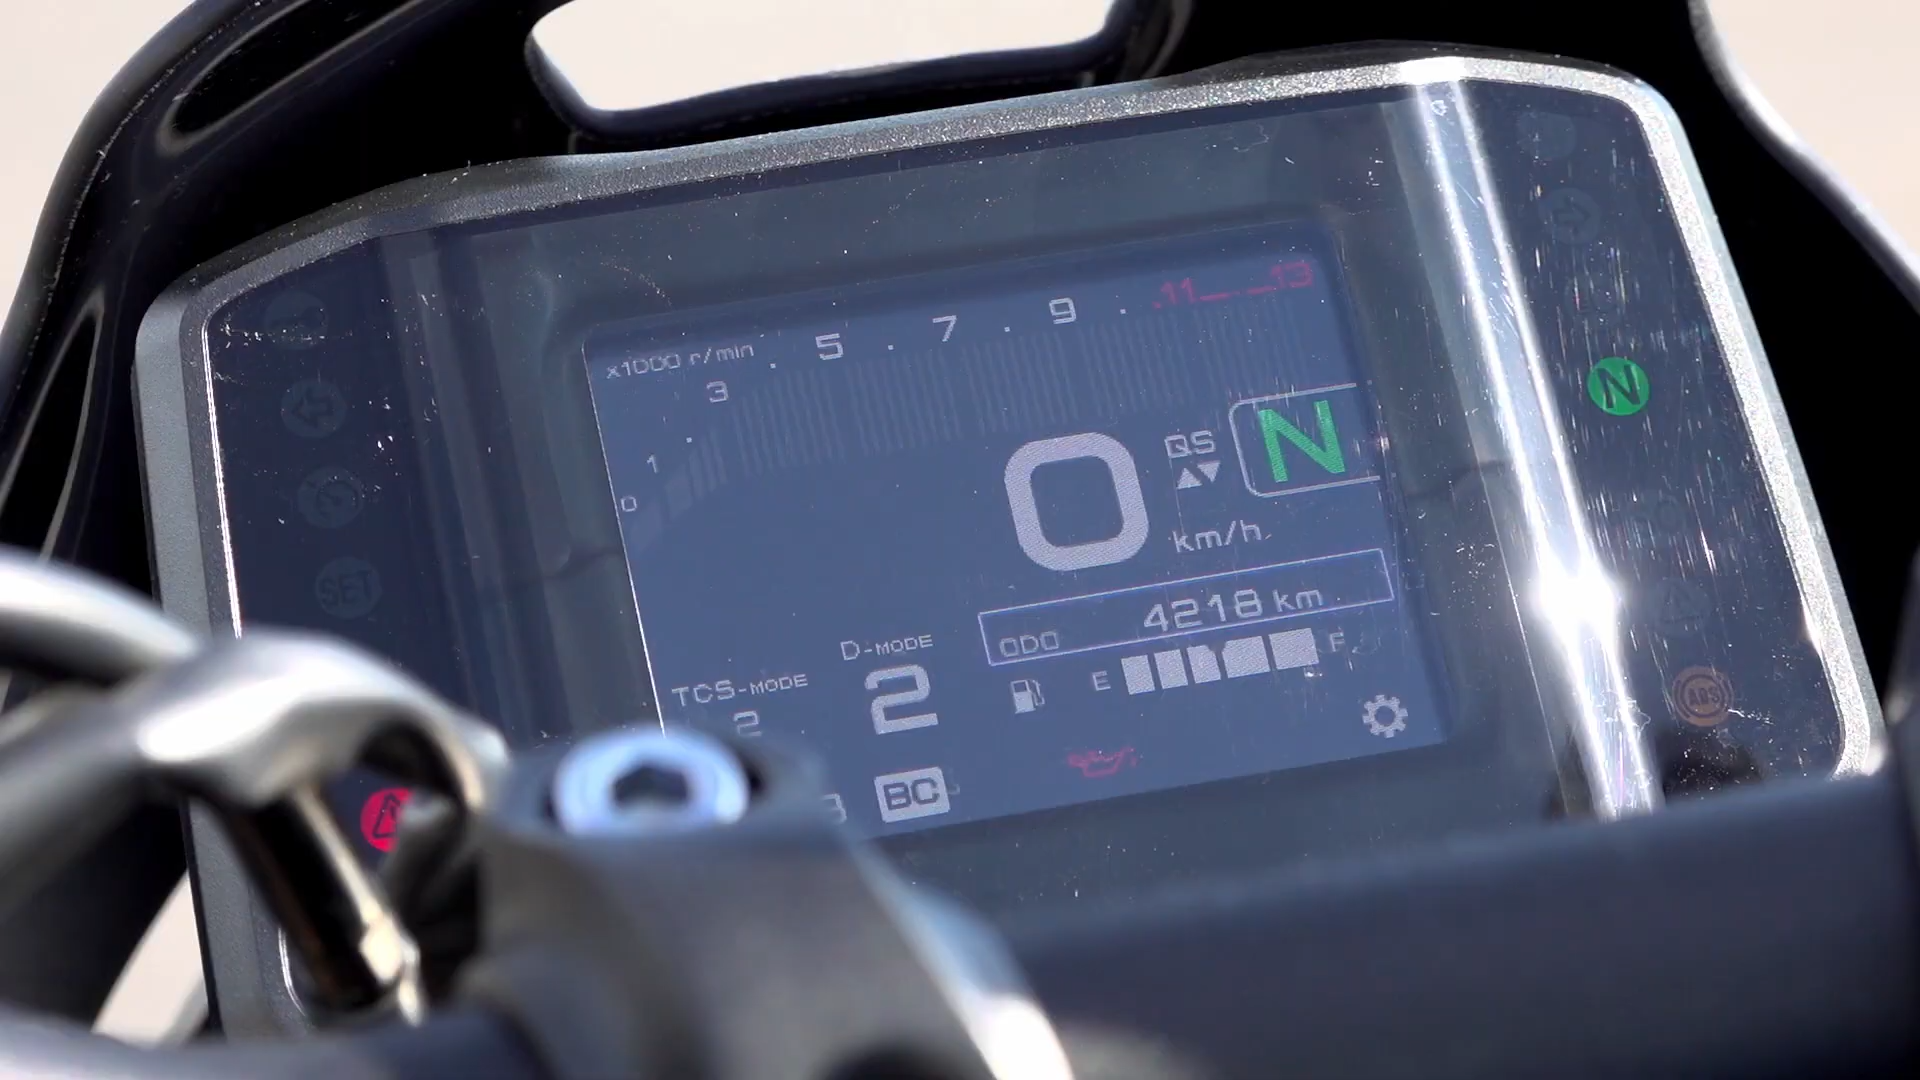 x1000 r/min
0 1 3 5 7 9 11 13
0 km/h
QS
N
N
ODO 4218 km
E F
TCS-MODE
2
D-MODE
2
BC
SET
ABS